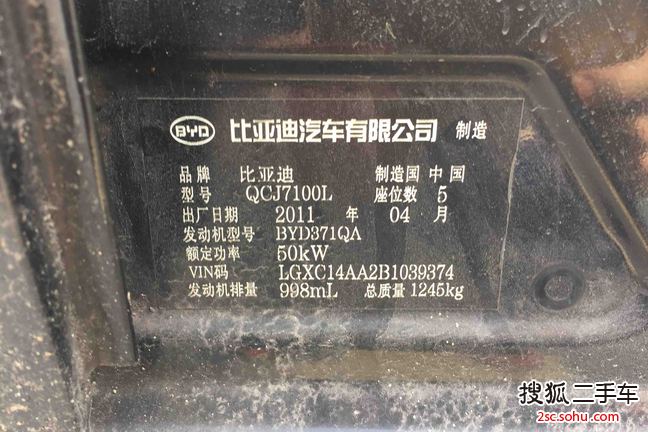 BYD 比亚迪汽车有限公司 制造
品牌 比亚迪 制造国 中国
型号 QCJ7100L 座位数 5
出厂日期 2011 年 04 月
发动机型号 BYD371QA
额定功率 50kW
VIN码 LGXC14AA2B1039374
发动机排量 998mL 总质量 1245kg
搜狐二手车
2sc.sohu.com